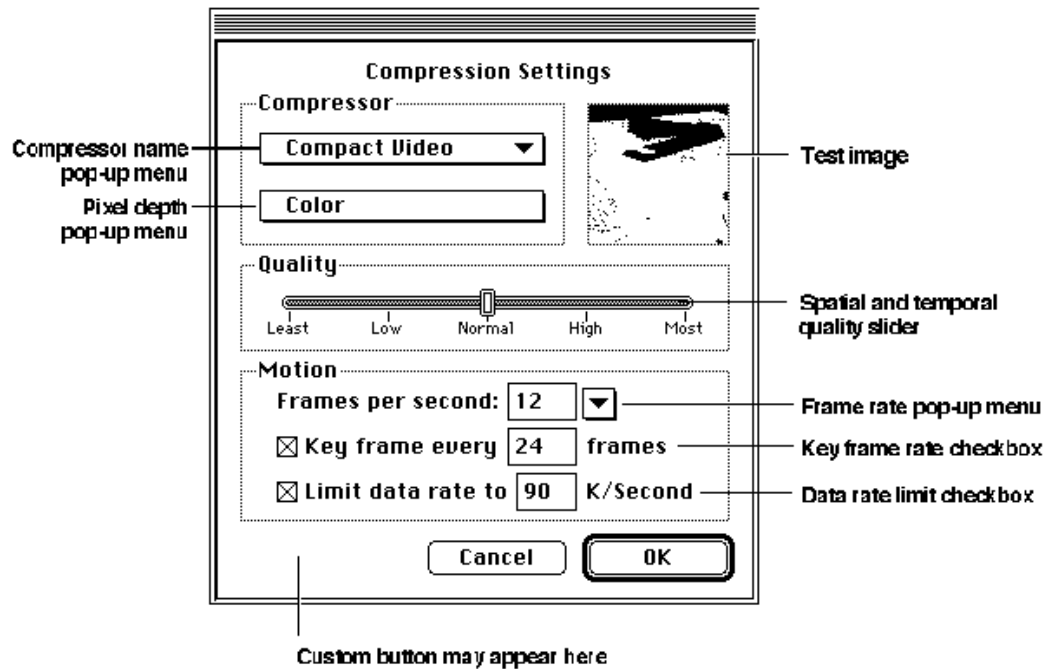 Compression Settings
Compressor
Compressor name
pop-up menu
Compact Video
Test image
Pixel depth
pop-up menu
Color
Quality
Least Low Normal High Most
Spatial and temporal
quality slider
Motion
Frames per second: 12
Frame rate pop-up menu
Key frame every 24 frames
Key frame rate checkbox
Limit data rate to 90 K/Second
Data rate limit checkbox
Cancel OK
Custom button may appear here